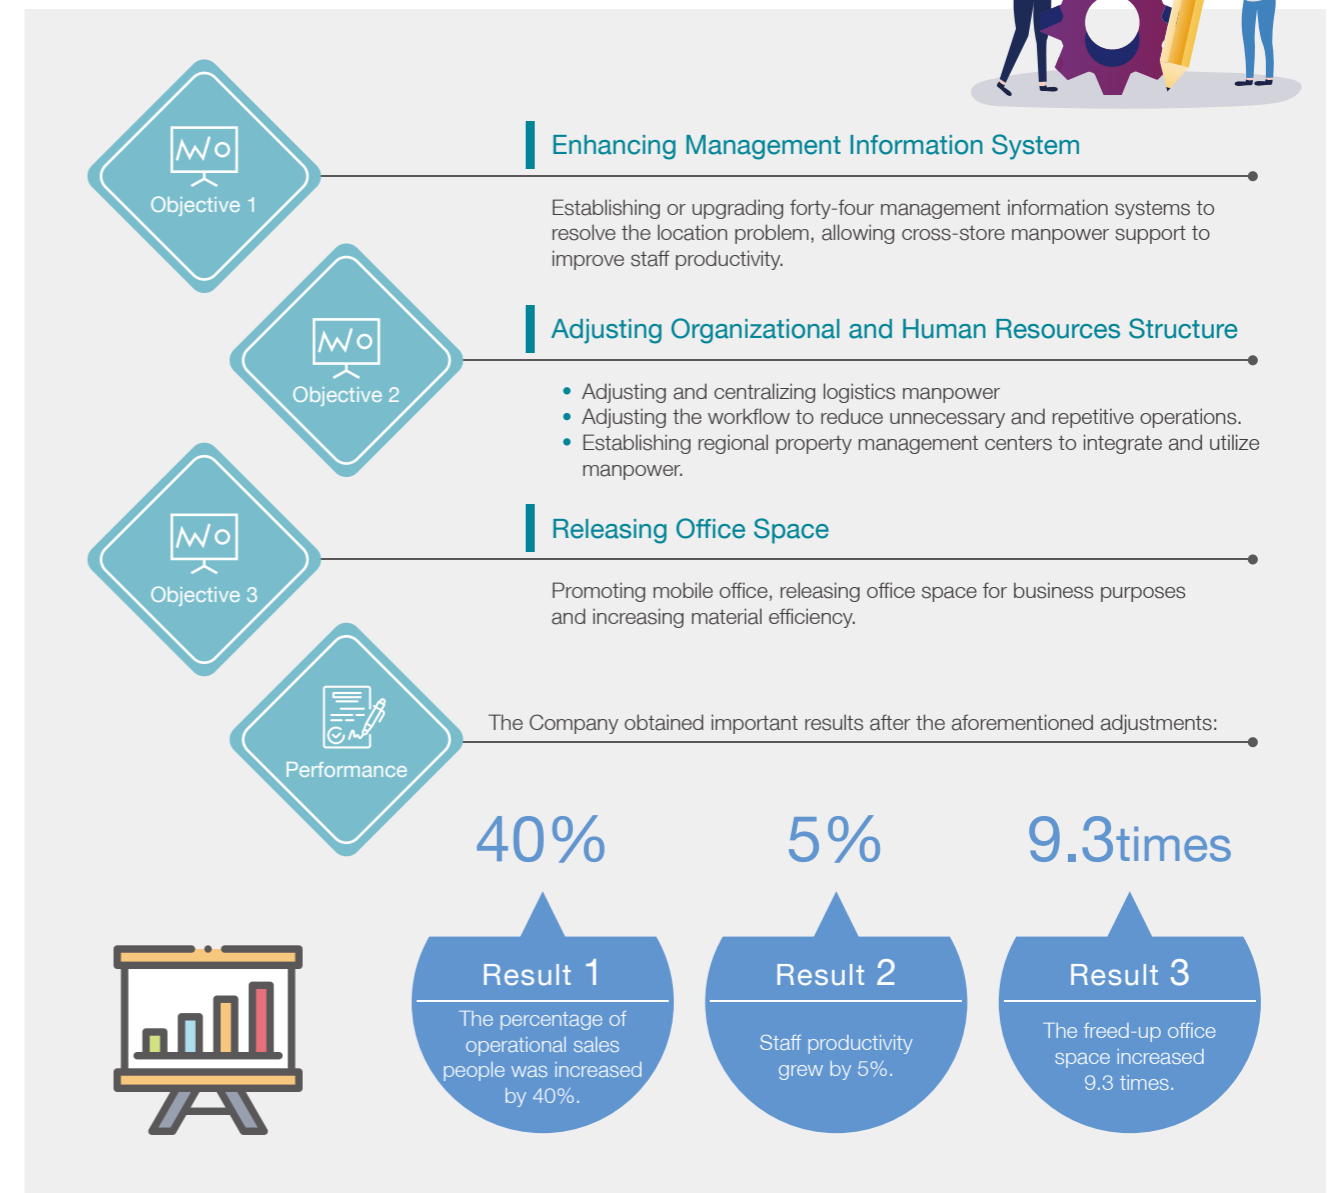 Objective 1
Enhancing Management Information System
Establishing or upgrading forty-four management information systems to
resolve the location problem, allowing cross-store manpower support to
improve staff productivity.
Objective 2
Adjusting Organizational and Human Resources Structure
• Adjusting and centralizing logistics manpower
• Adjusting the workflow to reduce unnecessary and repetitive operations.
• Establishing regional property management centers to integrate and utilize
manpower.
Objective 3
Releasing Office Space
Promoting mobile office, releasing office space for business purposes
and increasing material efficiency.
Performance
The Company obtained important results after the aforementioned adjustments:
40%
Result 1
The percentage of
operational sales
people was increased
by 40%.
5%
Result 2
Staff productivity
grew by 5%.
9.3times
Result 3
The freed-up office
space increased
9.3 times.